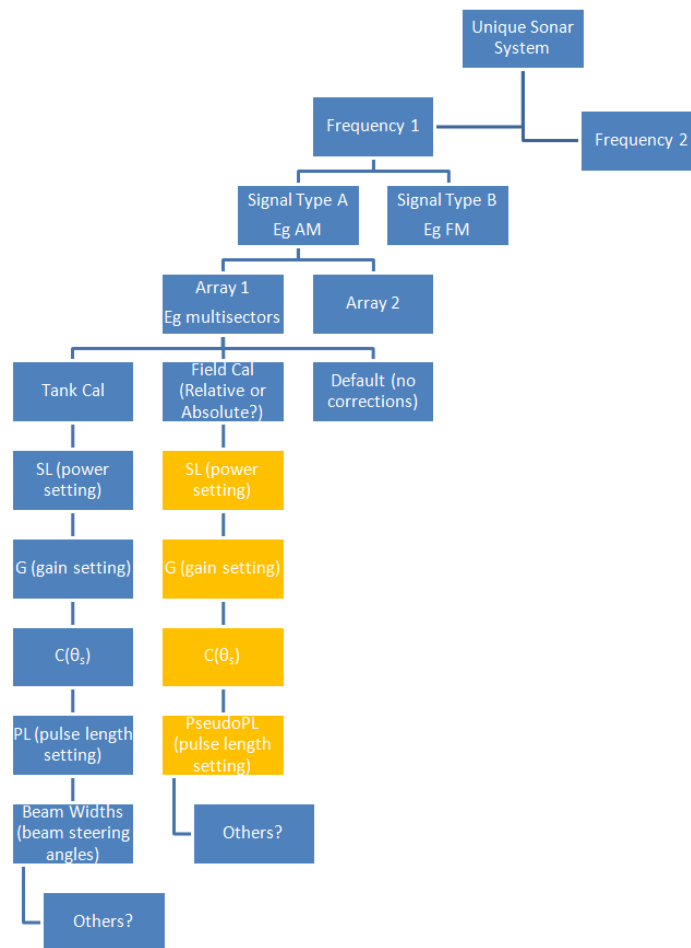 Unique Sonar
System
Frequency 1
Frequency 2
Signal Type A
Eg AM
Signal Type B
Eg FM
Array 1
Eg multisectors
Array 2
Tank Cal
Field Cal
(Relative or
Absolute?)
Default (no
corrections)
SL (power
setting)
SL (power
setting)
G (gain setting)
G (gain setting)
C(θₛ)
C(θₛ)
PL (pulse length
setting)
PseudoPL
(pulse length
setting)
Beam Widths
(beam steering
angles)
Others?
Others?